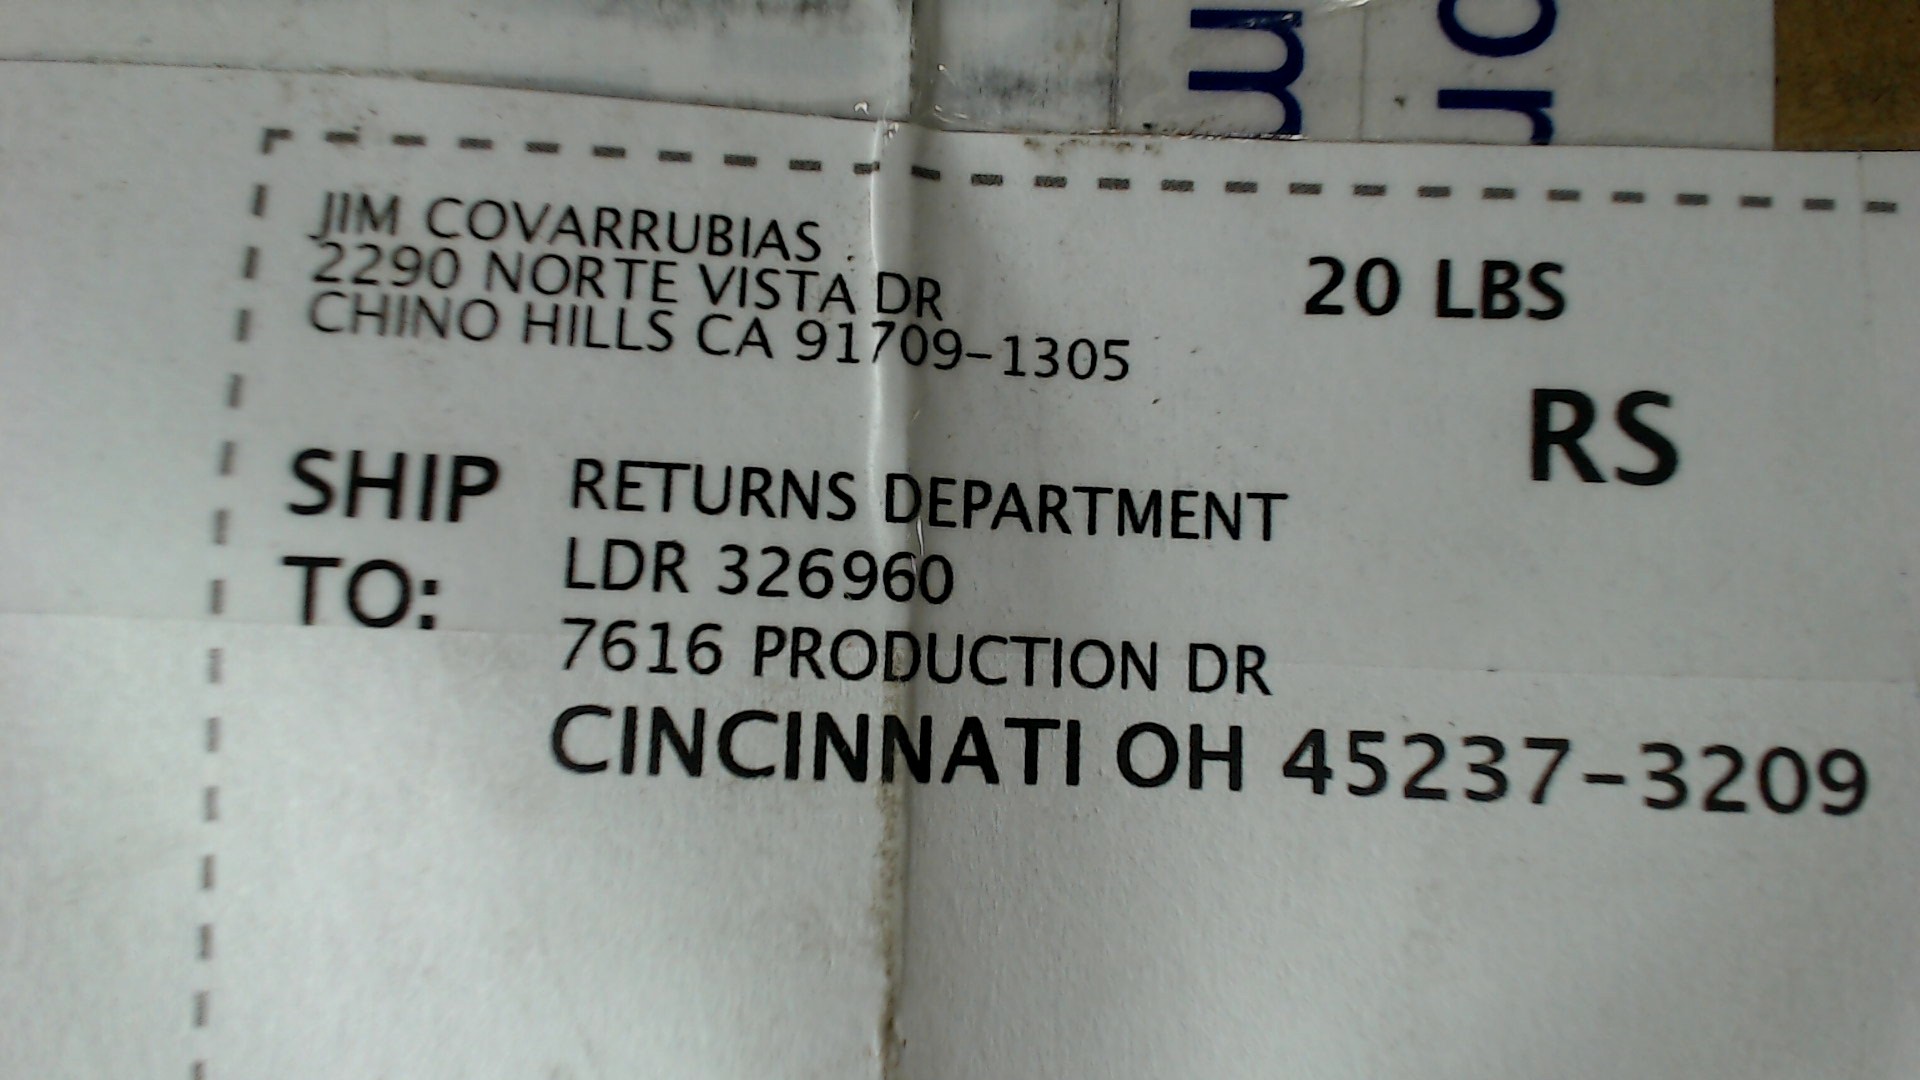 or
m
JIM COVARRUBIAS
2290 NORTE VISTA DR
CHINO HILLS CA 91709-1305
20 LBS
RS
SHIP TO:
RETURNS DEPARTMENT
LDR 326960
7616 PRODUCTION DR
CINCINNATI OH 45237-3209